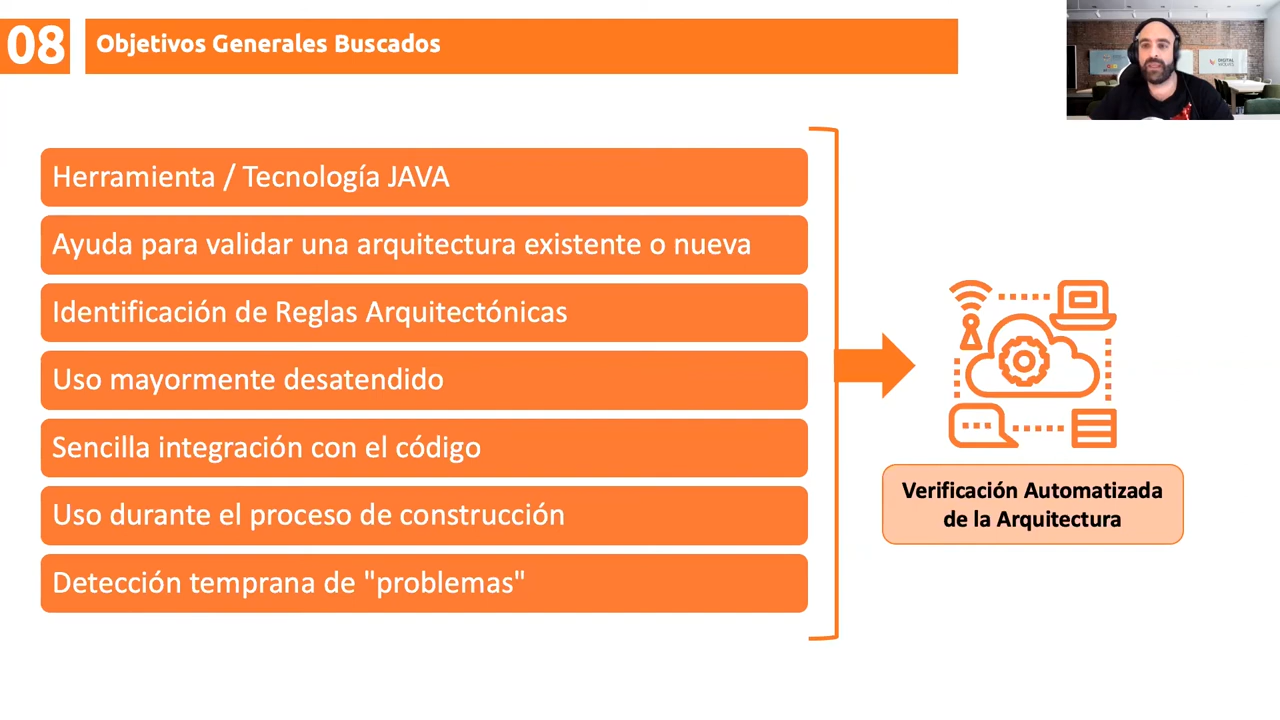 08
Objetivos Generales Buscados
Herramienta / Tecnología JAVA
Ayuda para validar una arquitectura existente o nueva
Identificación de Reglas Arquitectónicas
Uso mayormente desatendido
Sencilla integración con el código
Uso durante el proceso de construcción
Detección temprana de "problemas"
Verificación Automatizada
de la Arquitectura